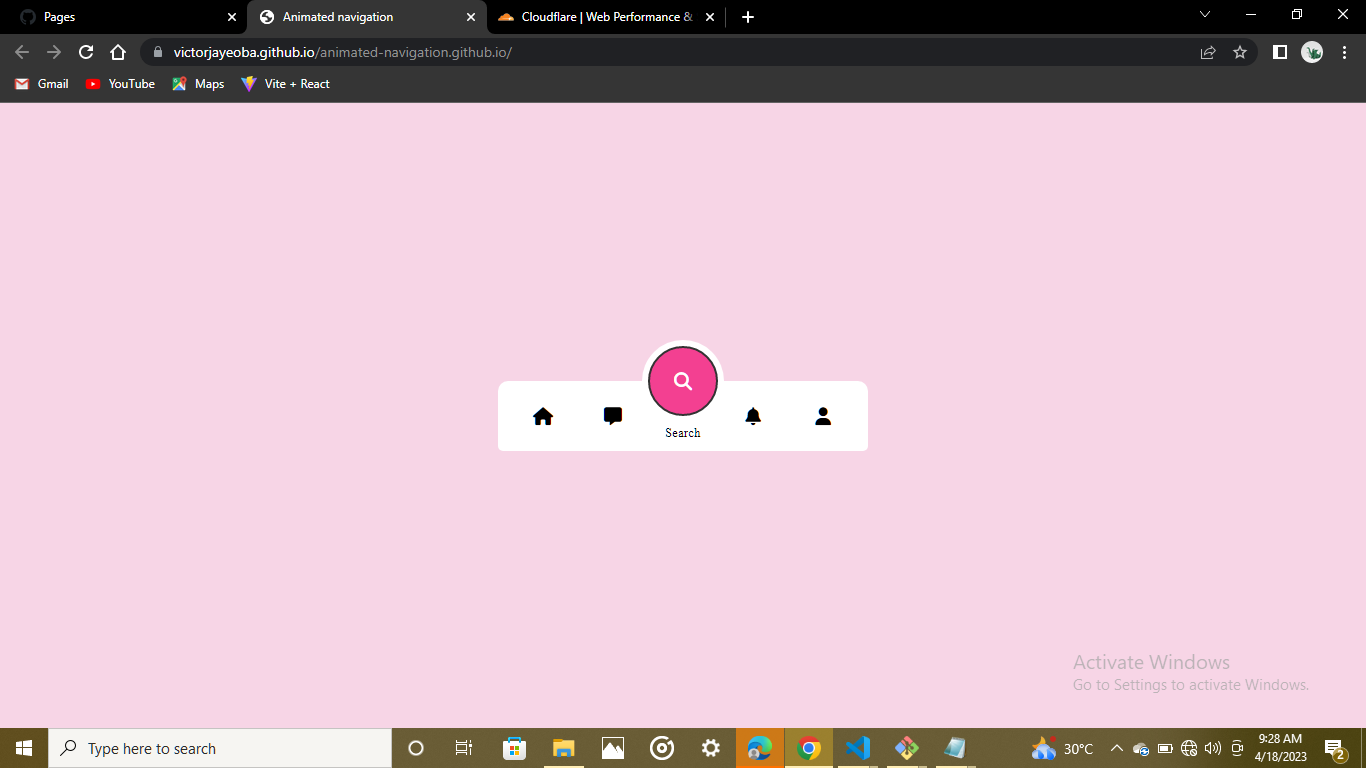 Pages
Animated navigation
Cloudflare | Web Performance &
victorjayeoba.github.io/animated-navigation.github.io/
Gmail
YouTube
Maps
Vite + React
Search
Activate Windows
Go to Settings to activate Windows.
Type here to search
30°C
9:28 AM
4/18/2023
2